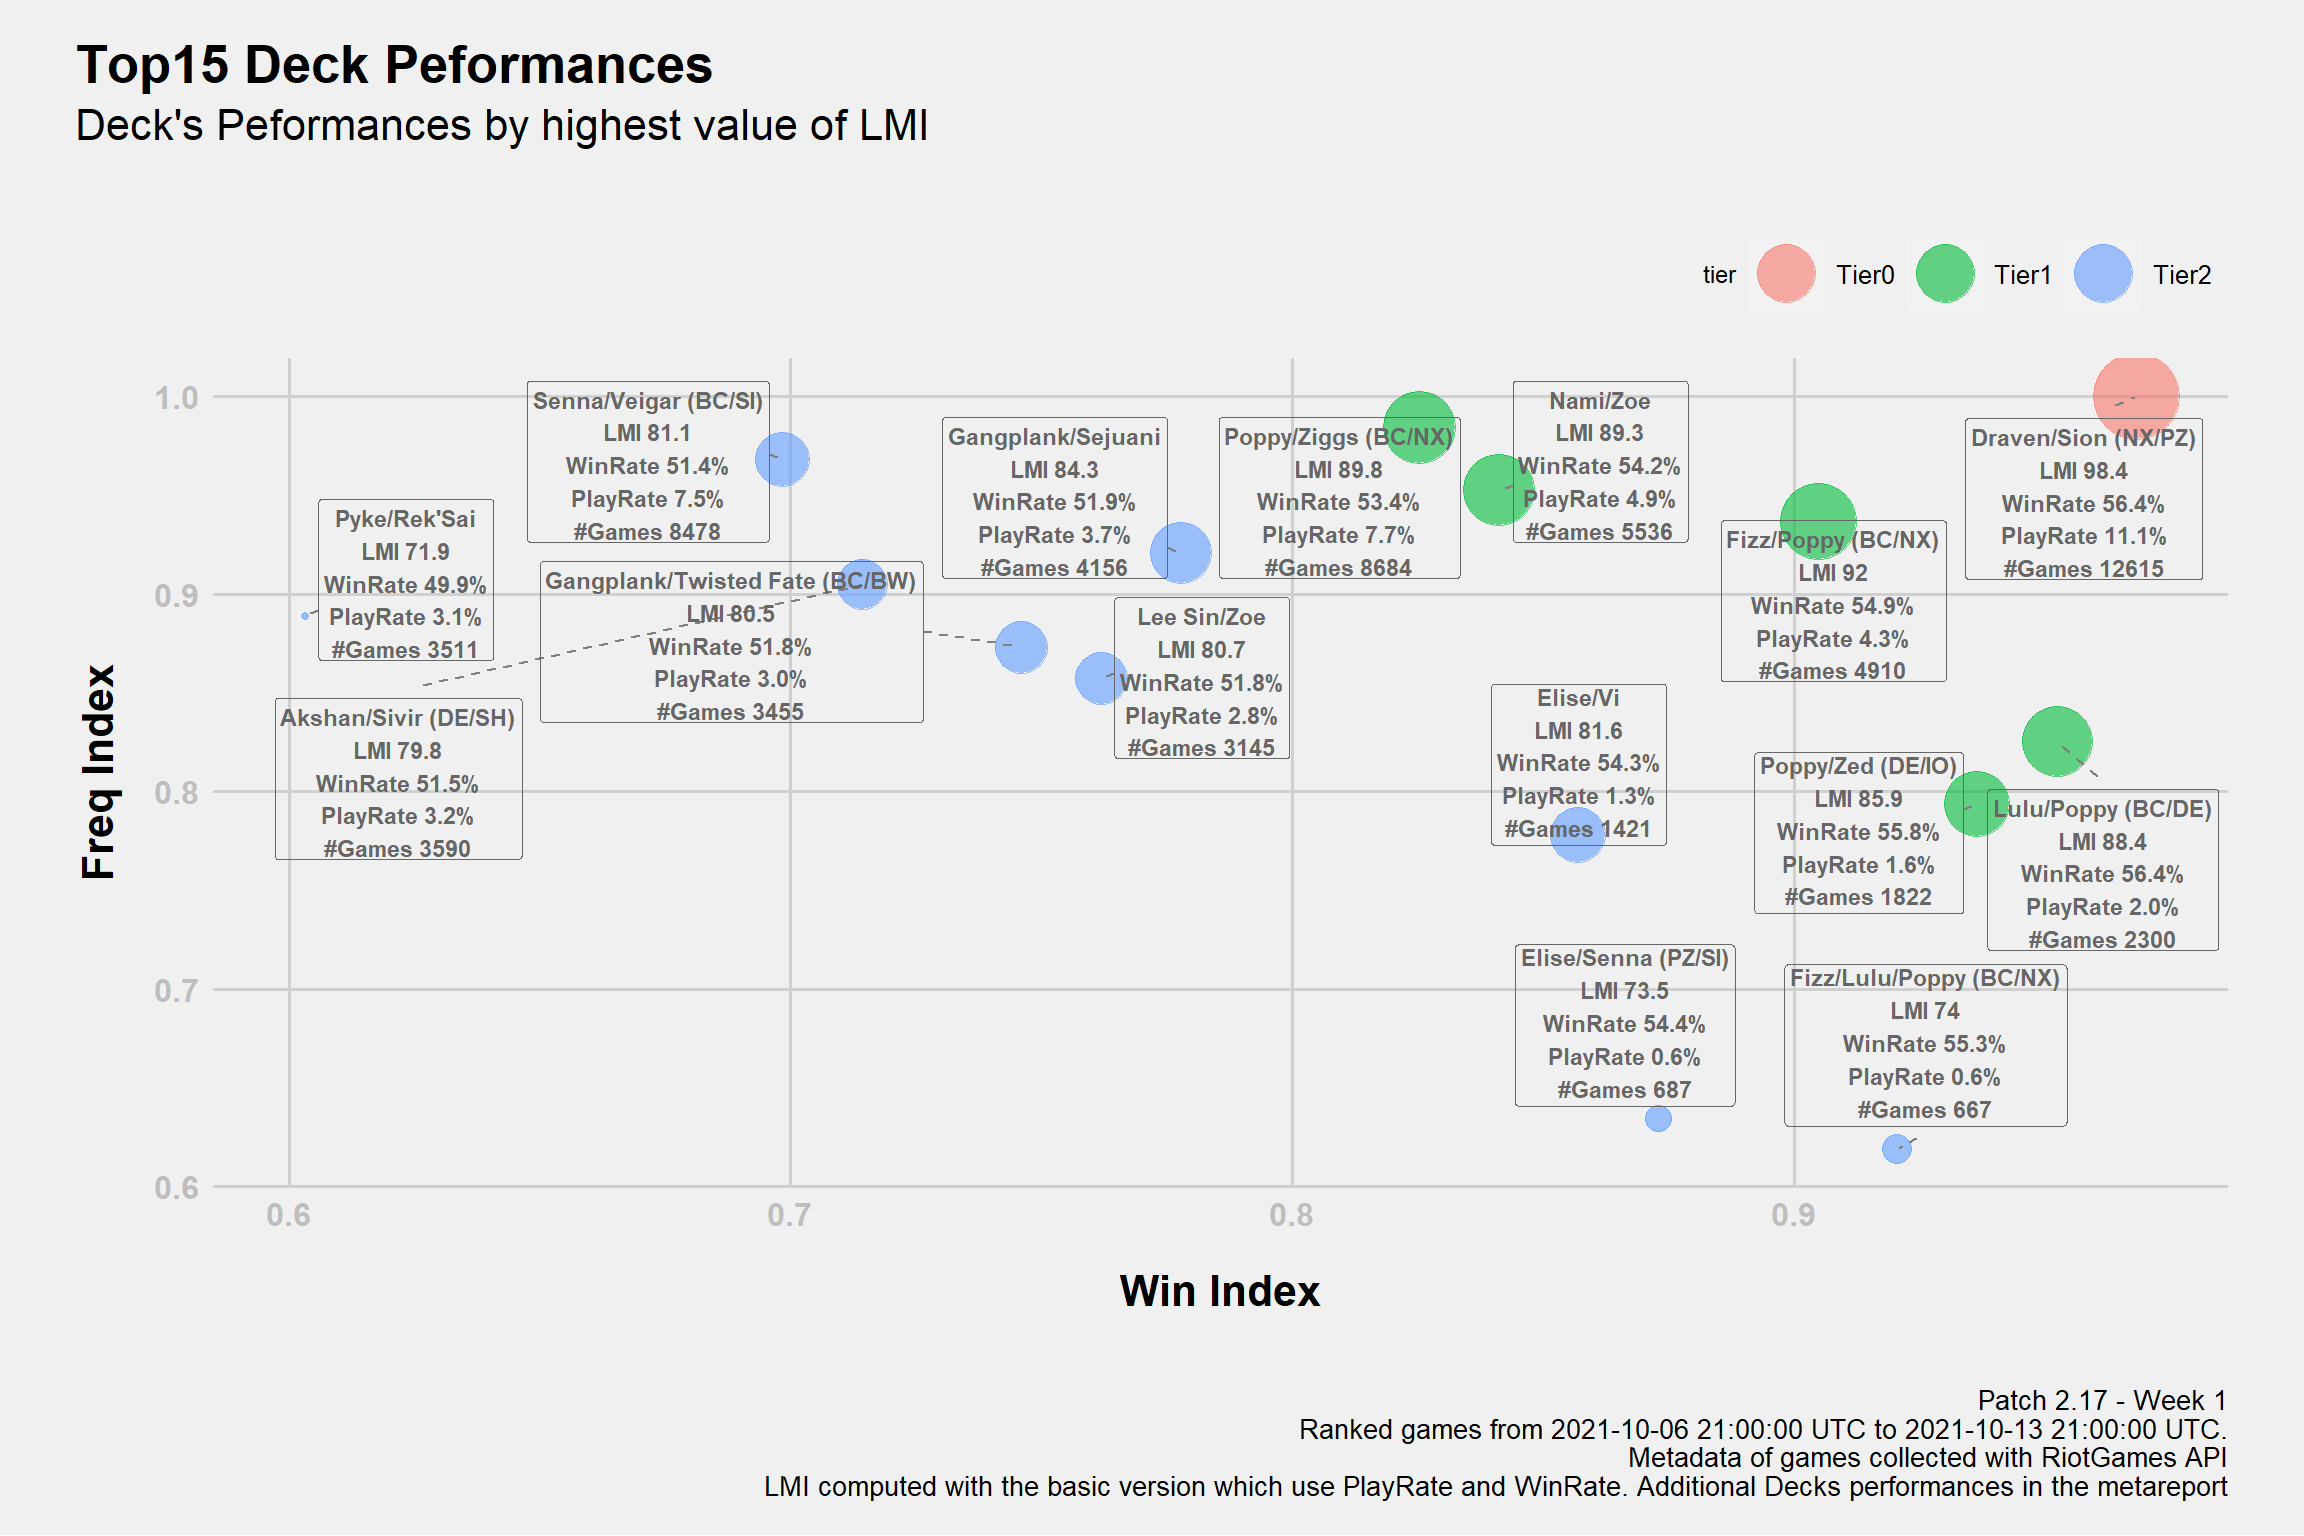 Top15 Deck Peformances
Deck's Peformances by highest value of LMI
tier
Tier0
Tier1
Tier2
Freq Index
1.0
0.9
0.8
0.7
0.6
Senna/Veigar (BC/SI)
LMI 81.1
WinRate 51.4%
PlayRate 7.5%
#Games 8478
Gangplank/Sejuani
LMI 84.3
WinRate 51.9%
PlayRate 3.7%
#Games 4156
Poppy/Ziggs (BC/NX)
LMI 89.8
WinRate 53.4%
PlayRate 7.7%
#Games 8684
Nami/Zoe
LMI 89.3
WinRate 54.2%
PlayRate 4.9%
#Games 5536
Draven/Sion (NX/PZ)
LMI 98.4
WinRate 56.4%
PlayRate 11.1%
#Games 12615
Pyke/Rek'Sai
LMI 71.9
WinRate 49.9%
PlayRate 3.1%
#Games 3511
Gangplank/Twisted Fate (BC/BW)
LMI 80.5
WinRate 51.8%
PlayRate 3.0%
#Games 3455
Lee Sin/Zoe
LMI 80.7
WinRate 51.8%
PlayRate 2.8%
#Games 3145
Fizz/Poppy (BC/NX)
LMI 92
WinRate 54.9%
PlayRate 4.3%
#Games 4910
Akshan/Sivir (DE/SH)
LMI 79.8
WinRate 51.5%
PlayRate 3.2%
#Games 3590
Elise/Vi
LMI 81.6
WinRate 54.3%
PlayRate 1.3%
#Games 1421
Poppy/Zed (DE/IO)
LMI 85.9
WinRate 55.8%
PlayRate 1.6%
#Games 1822
Lulu/Poppy (BC/DE)
LMI 88.4
WinRate 56.4%
PlayRate 2.0%
#Games 2300
Elise/Senna (PZ/SI)
LMI 73.5
WinRate 54.4%
PlayRate 0.6%
#Games 687
Fizz/Lulu/Poppy (BC/NX)
LMI 74
WinRate 55.3%
PlayRate 0.6%
#Games 667
0.6
0.7
0.8
0.9
Win Index
Patch 2.17 - Week 1
Ranked games from 2021-10-06 21:00:00 UTC to 2021-10-13 21:00:00 UTC.
Metadata of games collected with RiotGames API
LMI computed with the basic version which use PlayRate and WinRate. Additional Decks performances in the metareport